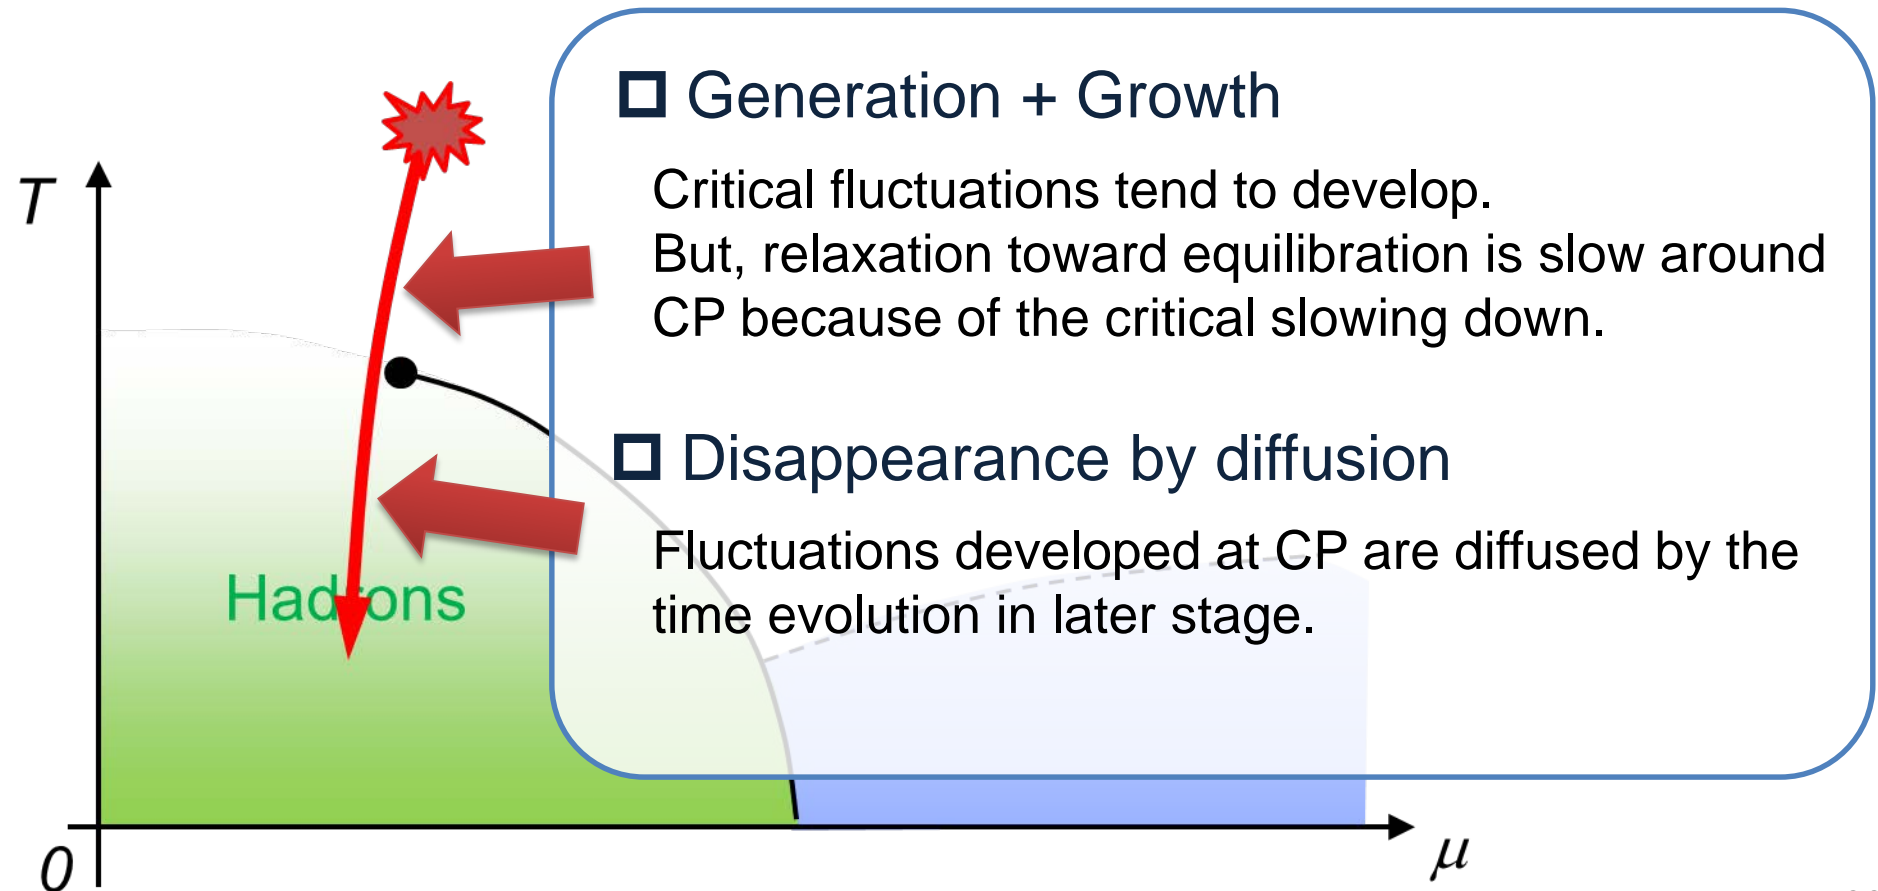 Generation + Growth
Critical fluctuations tend to develop.
But, relaxation toward equilibration is slow around
CP because of the critical slowing down.
Disappearance by diffusion
Fluctuations developed at CP are diffused by the
time evolution in later stage.
T
Hadrons
0
μ